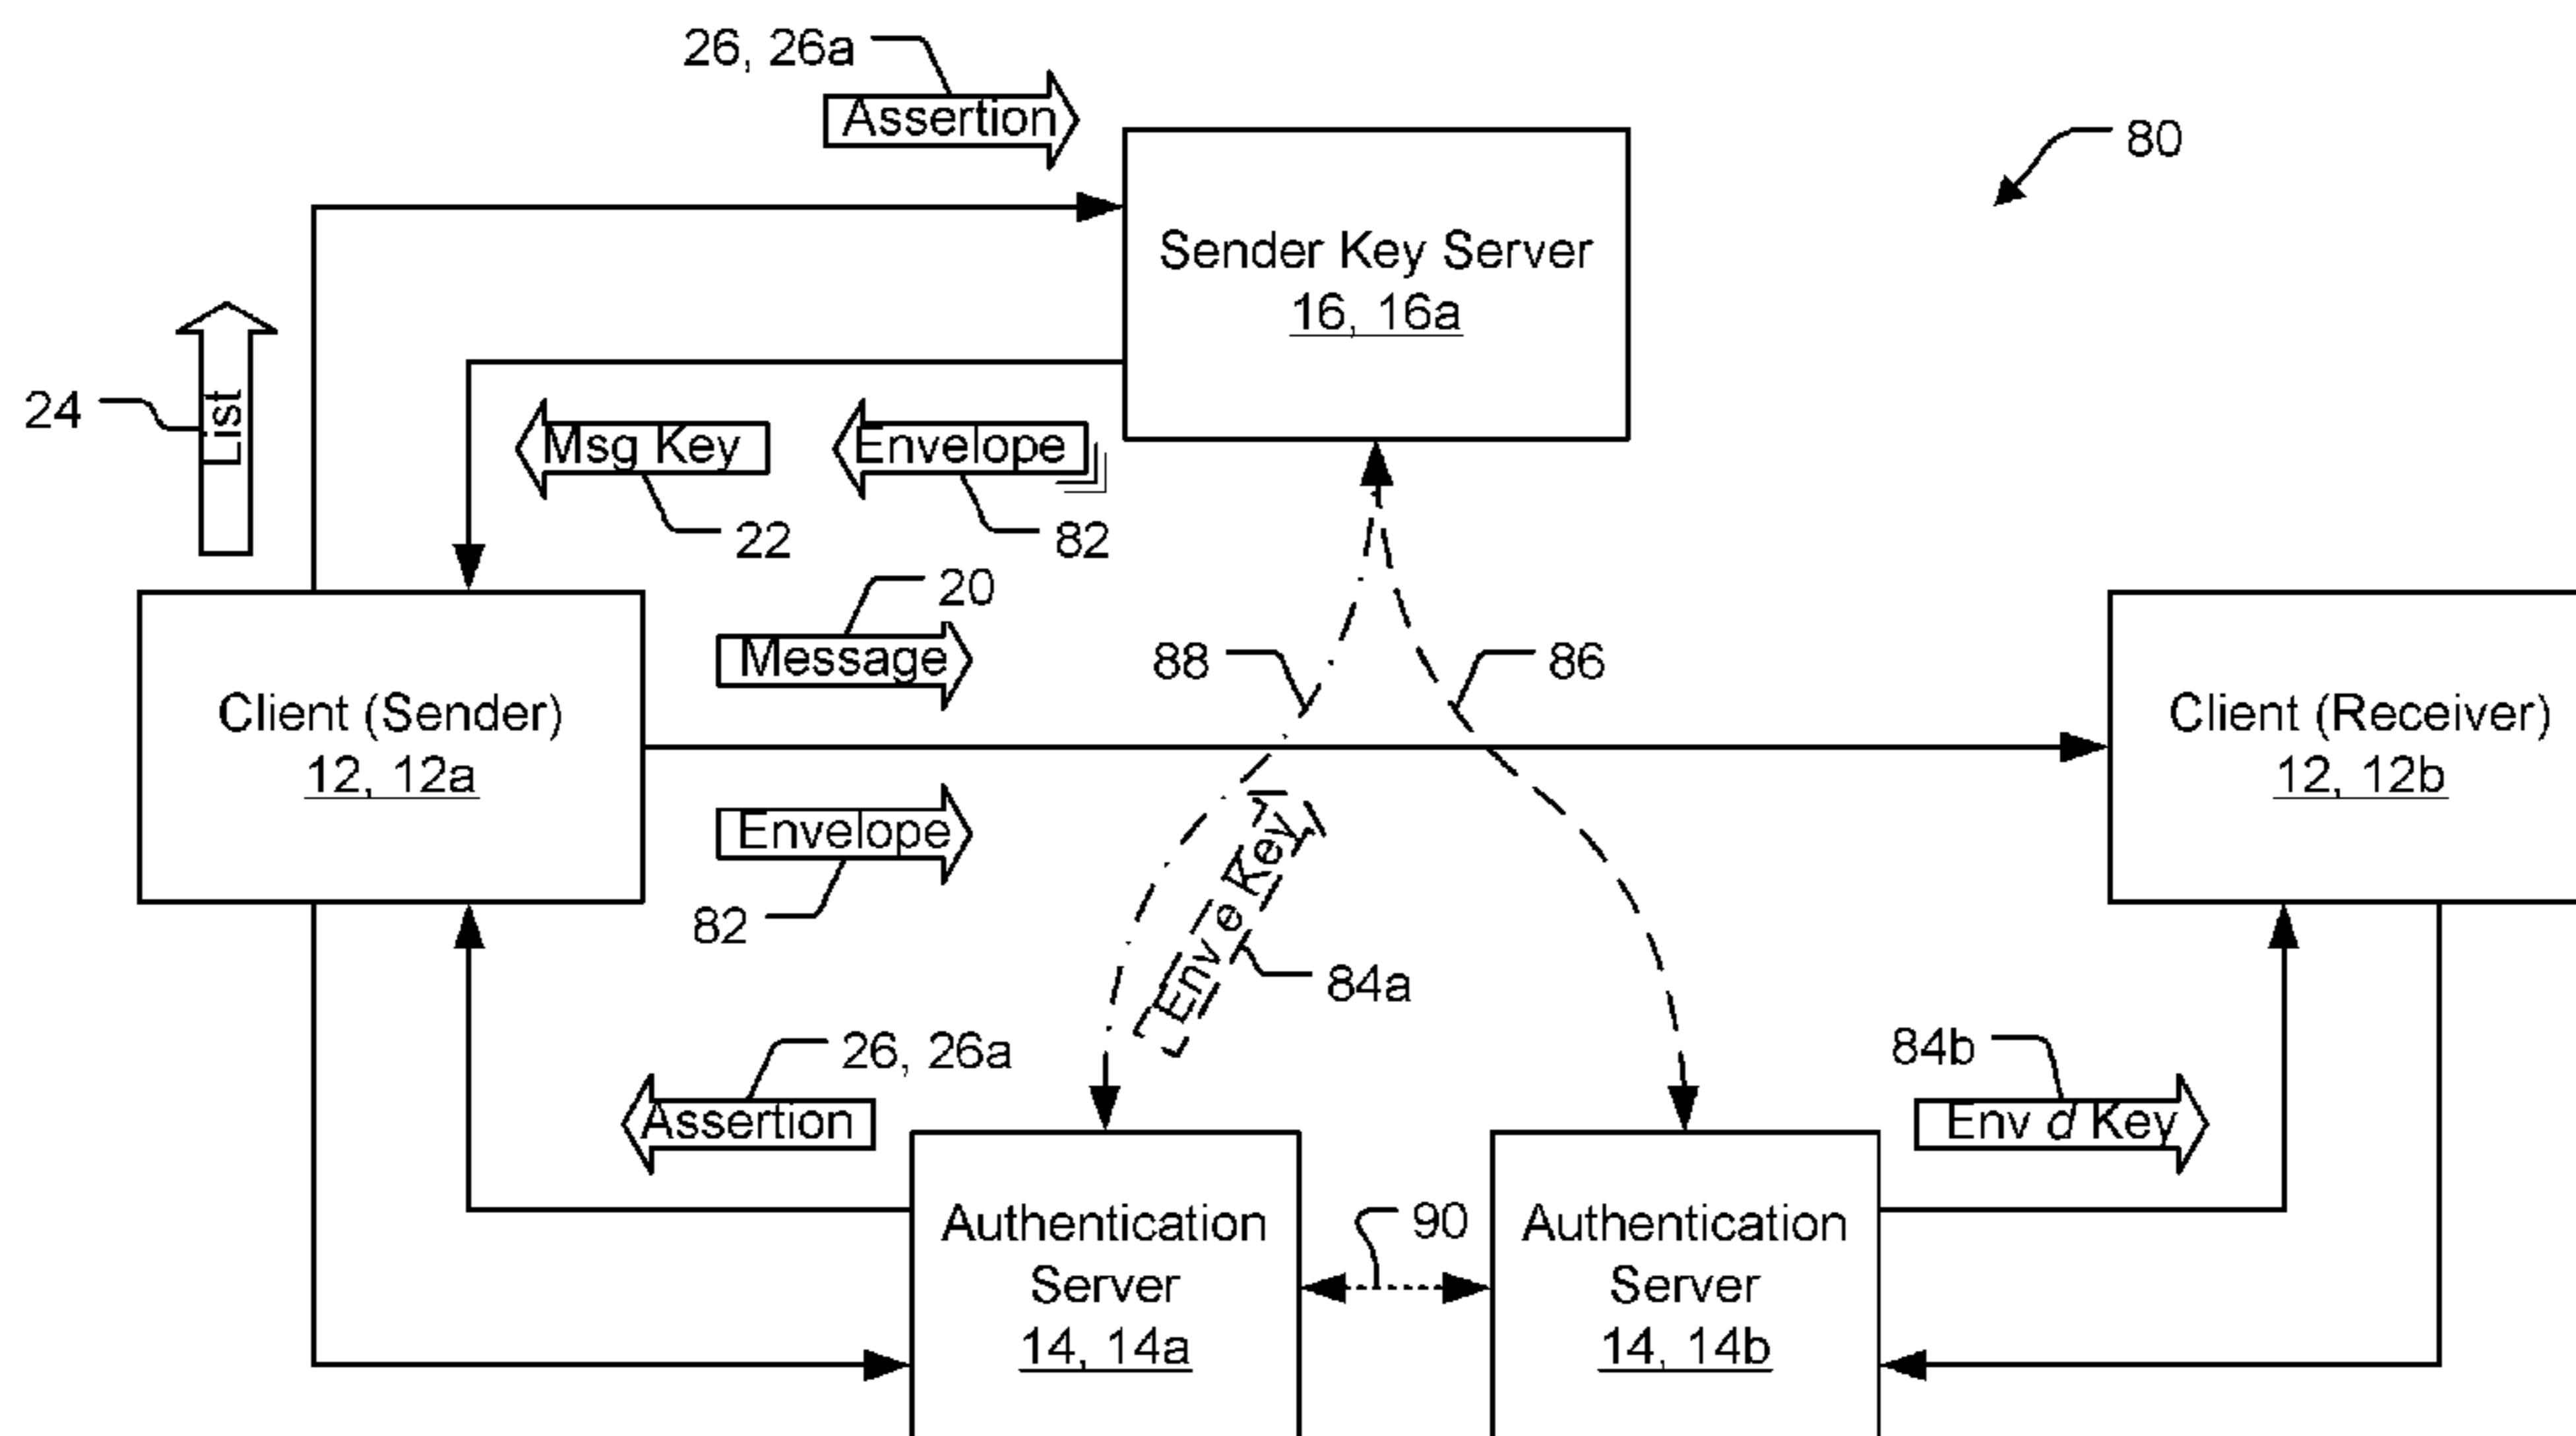 26, 26a
Assertion
80
Sender Key Server
16, 16a
24
List
Msg Key
Envelope
22
82
20
Message
88
86
Client (Sender)
12, 12a
Client (Receiver)
12, 12b
Envelope
82
Env e Key
84a
26, 26a
Assertion
84b
Env d Key
Authentication
Server
14, 14a
90
Authentication
Server
14, 14b